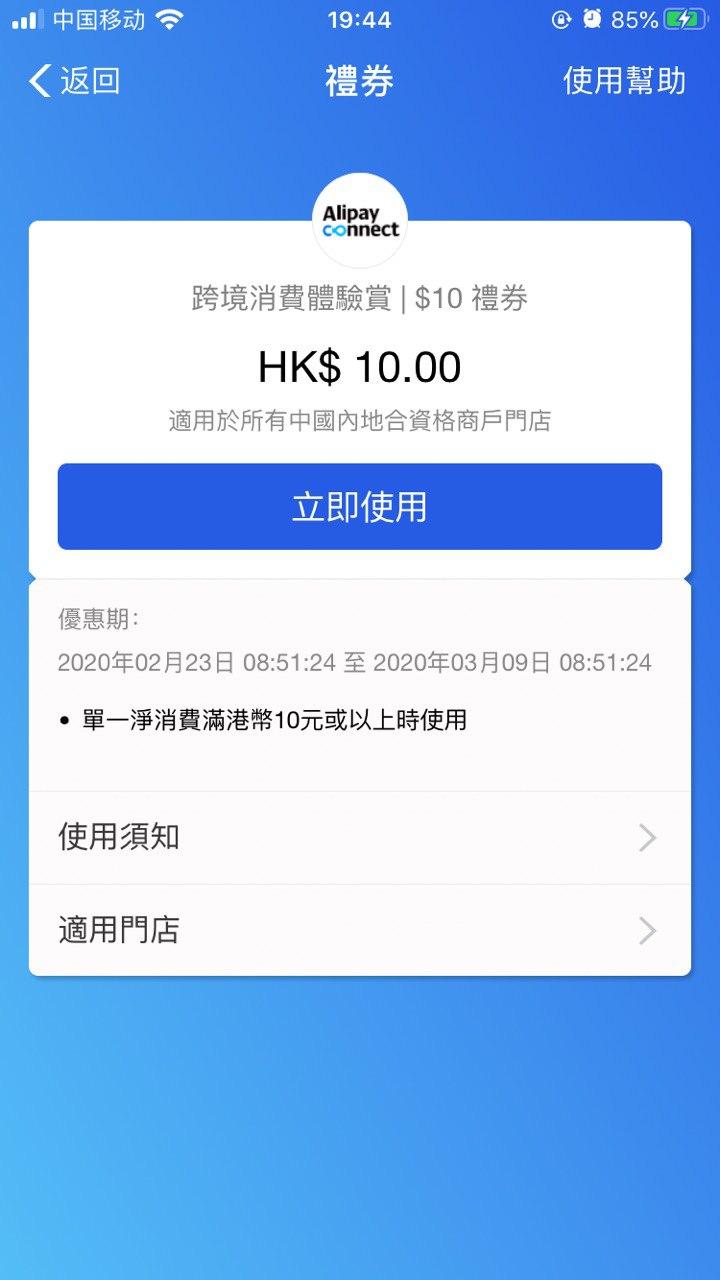 中国移动 19:44 85%
返回 禮券 使用幫助
Alipay
connect
跨境消費體驗賞 | $10 禮券
HK$ 10.00
適用於所有中國內地合資格商戶門店
立即使用
優惠期:
2020年02月23日 08:51:24 至 2020年03月09日 08:51:24
• 單一淨消費滿港幣10元或以上時使用
使用須知
適用門店